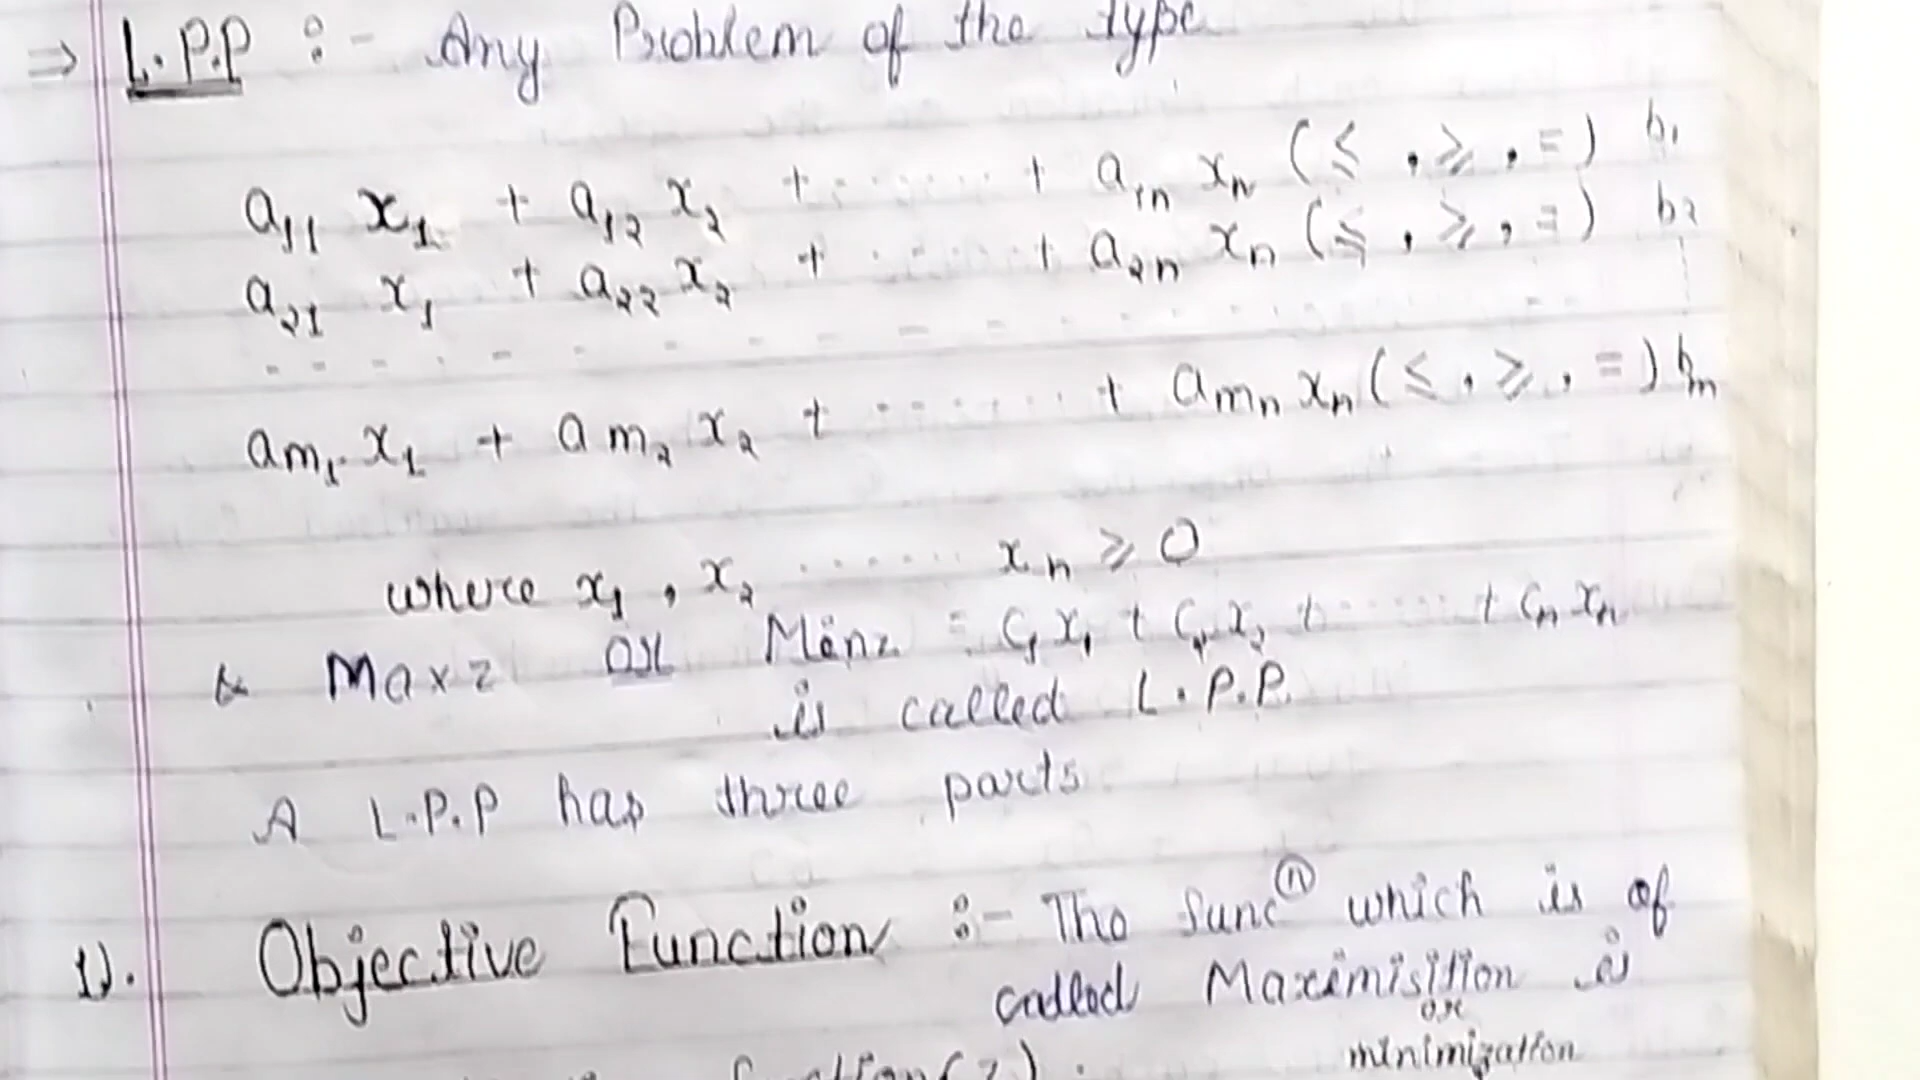 ⇒ L.P.P :- Any Problem of the type
a11 x1 + a12 x2 + ....... + a1n xn (≤ , ≥ , =) b1
a21 x1 + a22 x2 + ....... + a2n xn (≤ , ≥ , =) b2
- - - - - - - - - - - - - - -
am1 x1 + am2 x2 + ....... + amn xn (≤ , ≥ , =) bm
where x1 , x2 ...... xn ≥ 0
& Max z or Min z = c1 x1 + c2 x2 + ...... + cn xn
is called L.P.P.
A L.P.P has three parts
1). Objective Function :- The func(n) which is of
called Maximisition is
or
minimization
function (z).